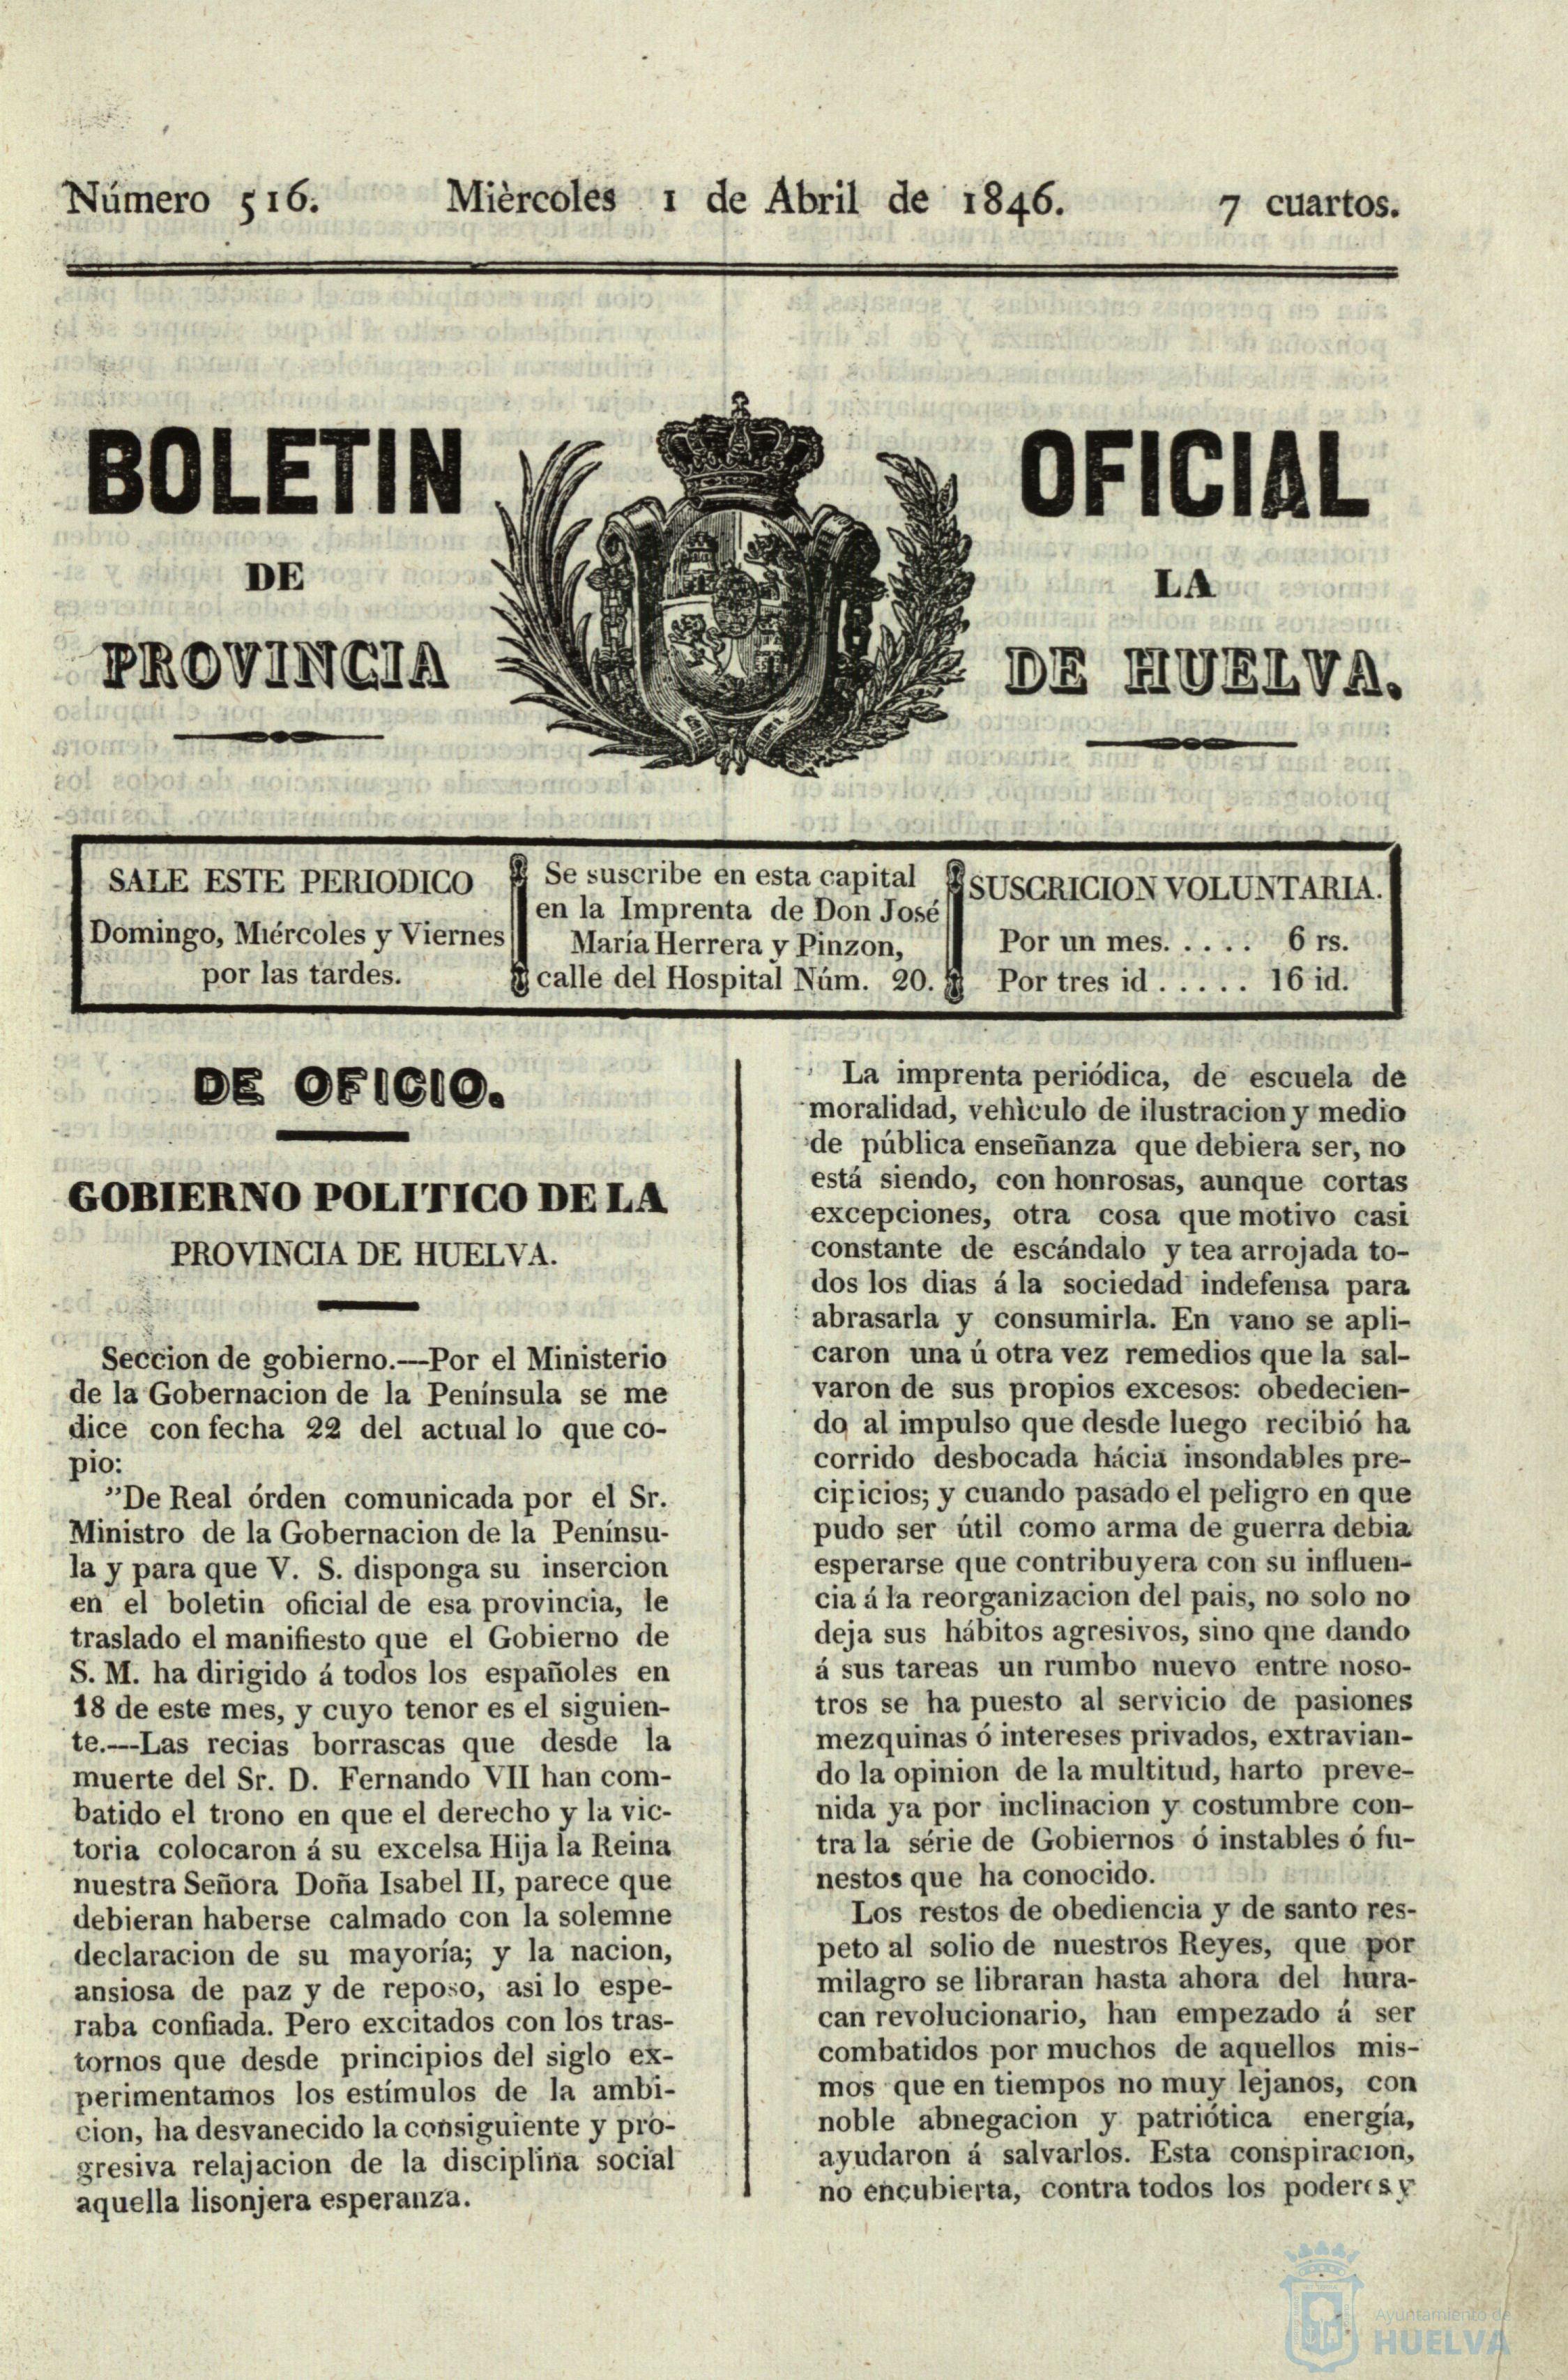 Número 516.
Mièrcoles 1 de Abril de 1846.
7 cuartos.
BOLETIN OFICIAL
DE LA
PROVINCIA DE HUELVA.
SALE ESTE PERIODICO
Domingo, Miércoles y Viernes
por las tardes.
Se suscribe en esta capital
en la Imprenta de Don José
María Herrera y Pinzon,
calle del Hospital Núm. 20.
SUSCRICION VOLUNTARIA.
Por un mes. . . . . 6 rs.
Por tres id . . . . . 16 id.
DE OFICIO.
GOBIERNO POLITICO DE LA
PROVINCIA DE HUELVA.
Seccion de gobierno.---Por el Ministerio
de la Gobernacion de la Península se me
dice con fecha 22 del actual lo que co-
pio:
"De Real órden comunicada por el Sr.
Ministro de la Gobernacion de la Penínsu-
la y para que V. S. disponga su insercion
en el boletin oficial de esa provincia, le
traslado el manifiesto que el Gobierno de
S. M. ha dirigido á todos los españoles en
18 de este mes, y cuyo tenor es el siguien-
te.---Las recias borrascas que desde la
muerte del Sr. D. Fernando VII han com-
batido el trono en que el derecho y la vic-
toria colocaron á su excelsa Hija la Reina
nuestra Señora Doña Isabel II, parece que
debieran haberse calmado con la solemne
declaracion de su mayoría; y la nacion,
ansiosa de paz y de reposo, asi lo espe-
raba confiada. Pero excitados con los tras-
tornos que desde principios del siglo ex-
perimentamos los estímulos de la ambi-
cion, ha desvanecido la consiguiente y pro-
gresiva relajacion de la disciplina social
aquella lisonjera esperanza.
La imprenta periódica, de escuela de
moralidad, vehìculo de ilustracion y medio
de pública enseñanza que debiera ser, no
está siendo, con honrosas, aunque cortas
excepciones, otra cosa que motivo casi
constante de escándalo y tea arrojada to-
dos los dias á la sociedad indefensa para
abrasarla y consumirla. En vano se apli-
caron una ú otra vez remedios que la sal-
varon de sus propios excesos: obedecien-
do al impulso que desde luego recibió ha
corrido desbocada hácia insondables pre-
cipicios; y cuando pasado el peligro en que
pudo ser útil como arma de guerra debia
esperarse que contribuyera con su influen-
cia á la reorganizacion del pais, no solo no
deja sus hábitos agresivos, sino qne dando
á sus tareas un rumbo nuevo entre noso-
tros se ha puesto al servicio de pasiones
mezquinas ó intereses privados, extravian-
do la opinion de la multitud, harto preve-
nida ya por inclinacion y costumbre con-
tra la série de Gobiernos ó instables ó fu-
nestos que ha conocido.
Los restos de obediencia y de santo res-
peto al solio de nuestros Reyes, que por
milagro se libraran hasta ahora del hura-
can revolucionario, han empezado á ser
combatidos por muchos de aquellos mis-
mos que en tiempos no muy lejanos, con
noble abnegacion y patriótica energía,
ayudaron á salvarlos. Esta conspiracion,
no encubierta, contra todos los poderes y
Ayuntamiento de
HUELVA